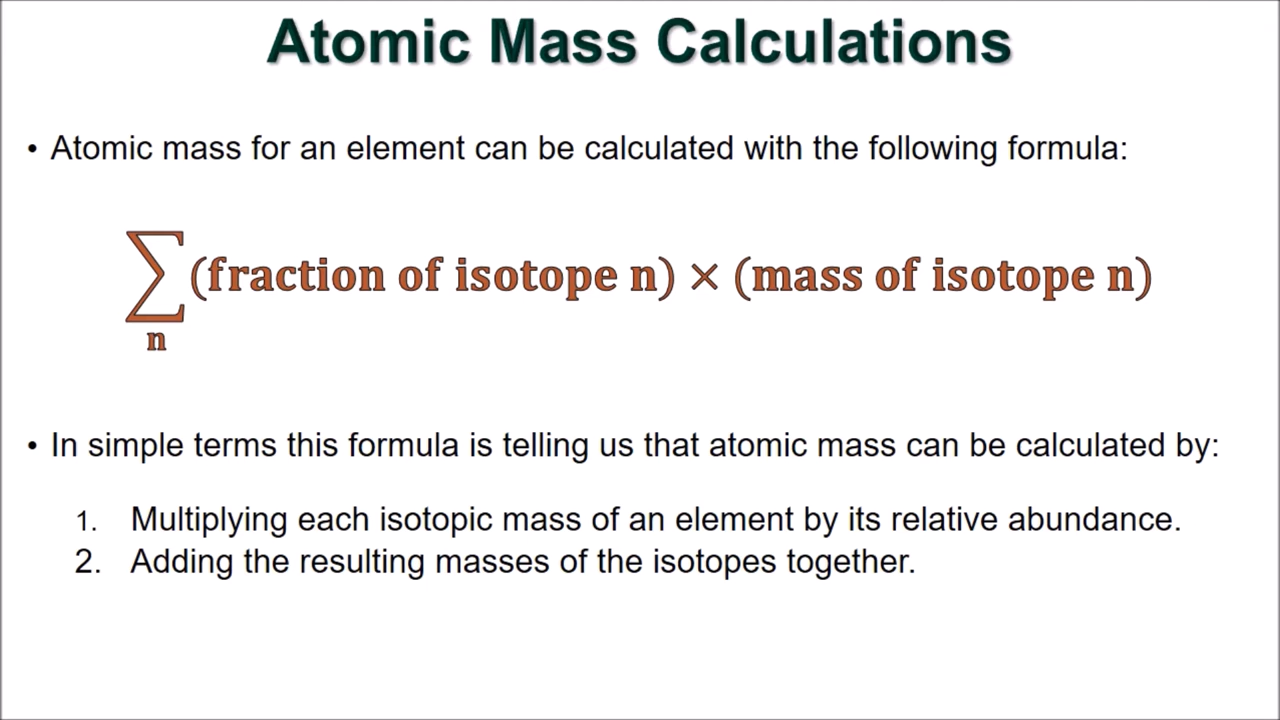 Atomic Mass Calculations
• Atomic mass for an element can be calculated with the following formula:
∑ (fraction of isotope n) × (mass of isotope n)
n
• In simple terms this formula is telling us that atomic mass can be calculated by:
1. Multiplying each isotopic mass of an element by its relative abundance.
2. Adding the resulting masses of the isotopes together.